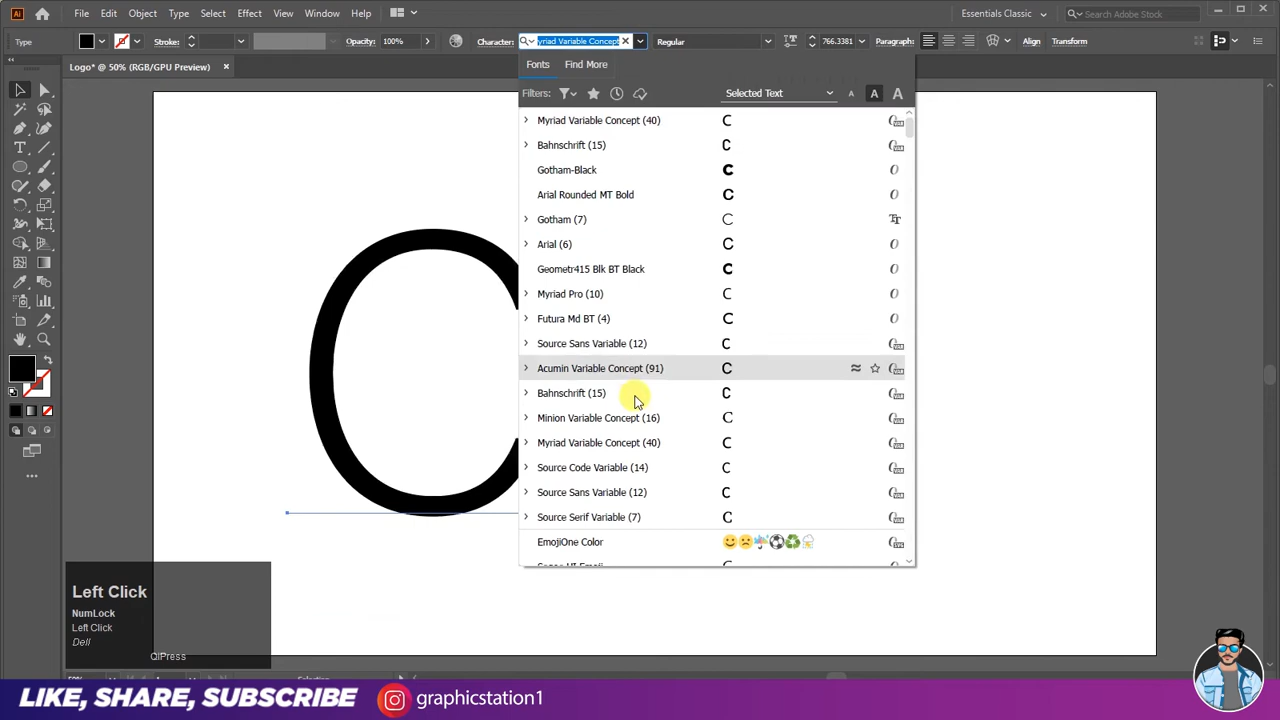 Ai File Edit Object Type Select Effect View Window Help Essentials Classic Search Adobe Stock
Type Stroke: Opacity: 100% Character: yriad Variable Concept Regular 766.3381 Paragraph: Align Transform
Logo* @ 50% (RGB/GPU Preview)
Fonts Find More
Filters: Selected Text A A A
Myriad Variable Concept (40) C
Bahnschrift (15) C
Gotham-Black C
Arial Rounded MT Bold C
Gotham (7) C
Arial (6) C
Geometr415 Blk BT Black C
Myriad Pro (10) C
Futura Md BT (4) C
Source Sans Variable (12) C
Acumin Variable Concept (91) C
Bahnschrift (15) C
Minion Variable Concept (16) C
Myriad Variable Concept (40) C
Source Code Variable (14) C
Source Sans Variable (12) C
Source Serif Variable (7) C
EmojiOne Color
C
Left Click
NumLock
Left Click
Dell
QiPress
LIKE, SHARE, SUBSCRIBE graphicstation1